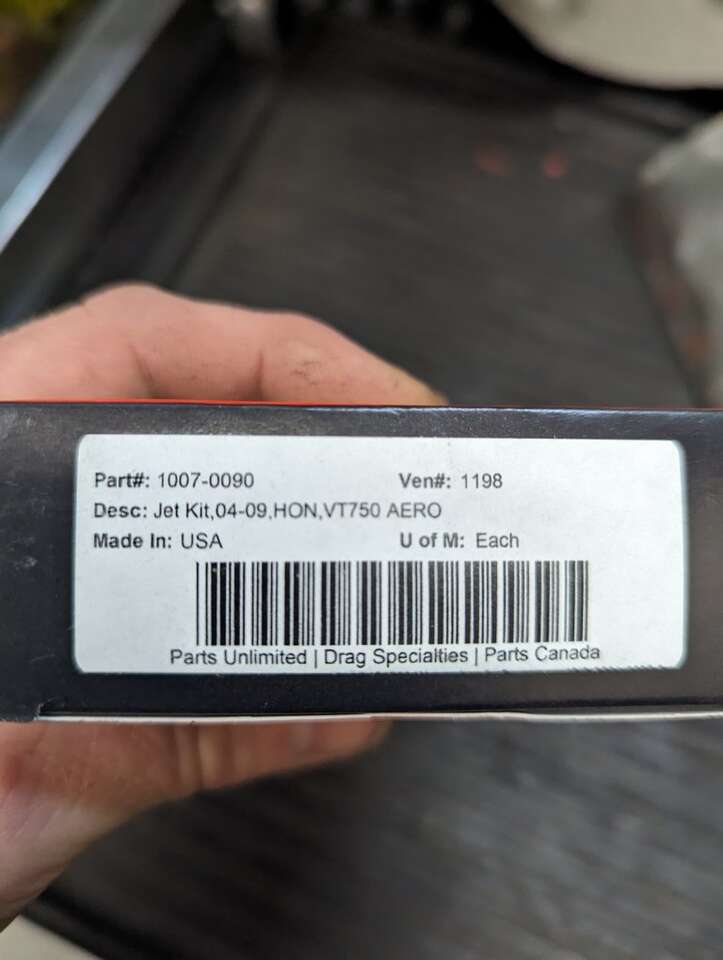 Part#: 1007-0090 Ven#: 1198
Desc: Jet Kit,04-09,HON,VT750 AERO
Made In: USA U of M: Each
Parts Unlimited | Drag Specialties | Parts Canada